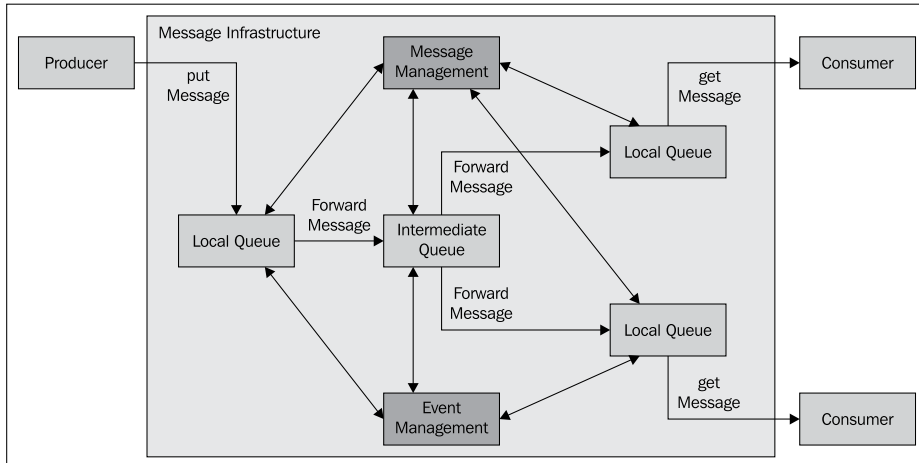 Message Infrastructure
Producer
put
Message
Message
Management
get
Message
Consumer
Local Queue
Forward
Message
Forward
Message
Local Queue
Intermediate
Queue
Forward
Message
Local Queue
get
Message
Event
Management
Consumer